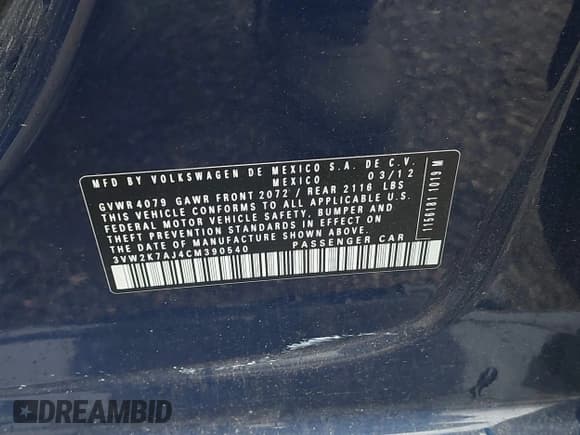 MFD BY VOLKSWAGEN DE MEXICO S.A. DE C.V.
MEXICO 03/12
GVWR 4079 GAWR FRONT 2072 / REAR 2116 LBS
THIS VEHICLE CONFORMS TO ALL APPLICABLE U.S.
FEDERAL MOTOR VEHICLE SAFETY, BUMPER AND
THEFT PREVENTION STANDARDS IN EFFECT ON
THE DATE OF MANUFACTURE SHOWN ABOVE.
3VW2K7AJ4CM390540 PASSENGER CAR
1156181 1019 M
DREAMBID